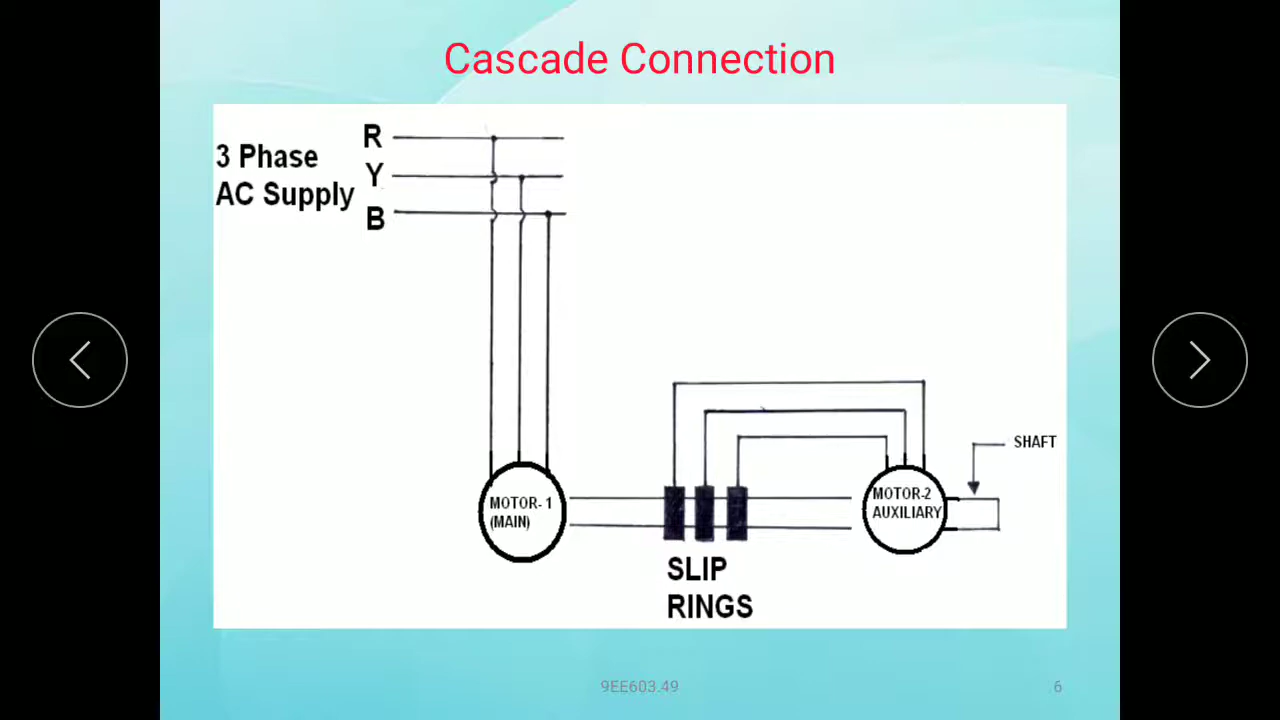 Cascade Connection
3 Phase
AC Supply
R
Y
B
SHAFT
MOTOR-1
(MAIN)
MOTOR-2
AUXILIARY
SLIP
RINGS
9EE603.49
6